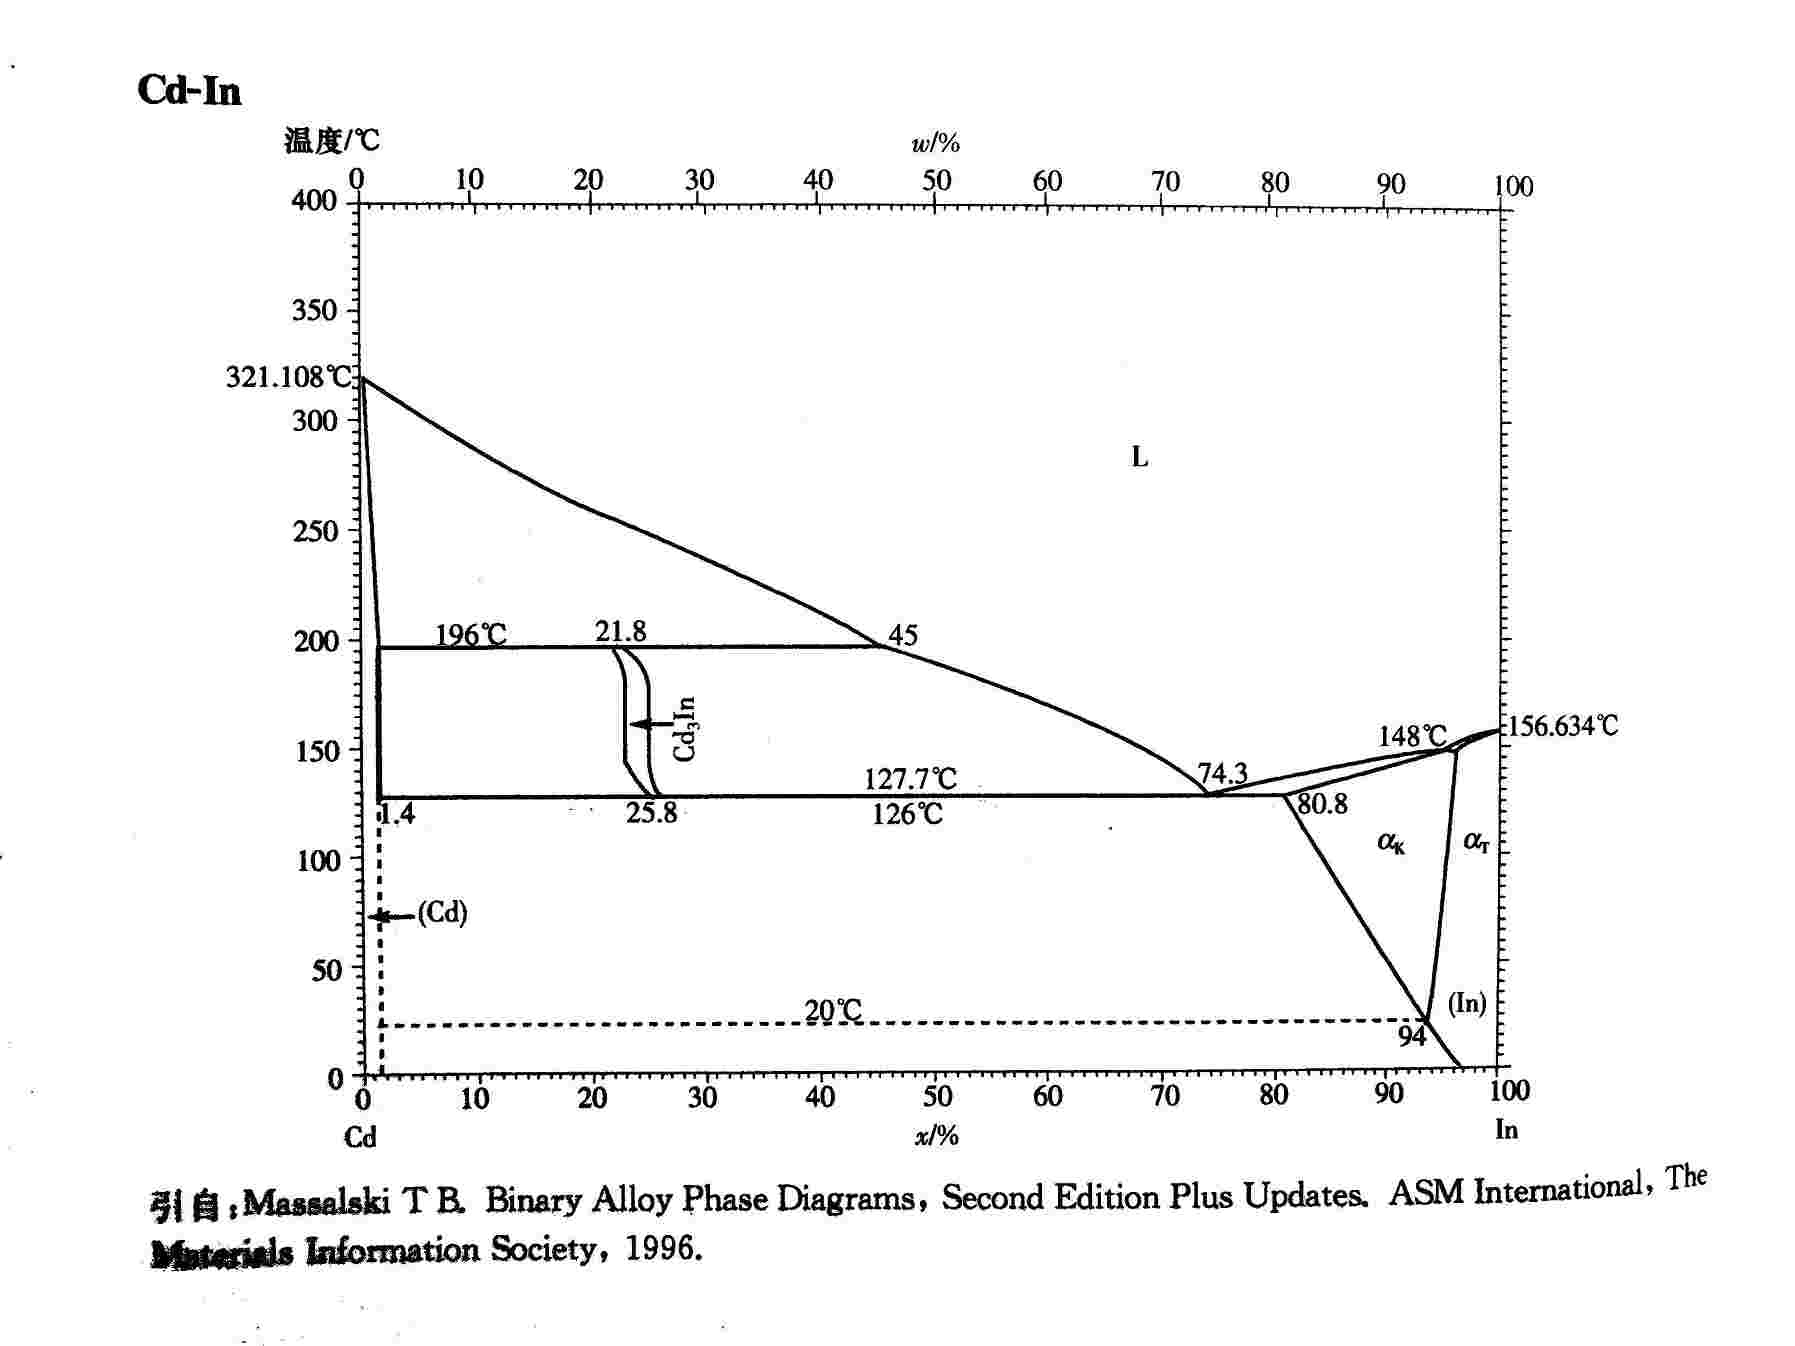 Cd-In
温度/℃
w/%
0 10 20 30 40 50 60 70 80 90 100
400
350
321.108℃
300
L
250
200
196℃ 21.8 45
Cd₃In
150
148℃ 156.634℃
127.7℃ 74.3
1.4 25.8 126℃ 80.8
αK αT
100
(Cd)
50
(In)
20℃
94
0
0 10 20 30 40 50 60 70 80 90 100
Cd x/% In
引自:Massalski T B. Binary Alloy Phase Diagrams, Second Edition Plus Updates. ASM International, The
Materials Information Society, 1996.